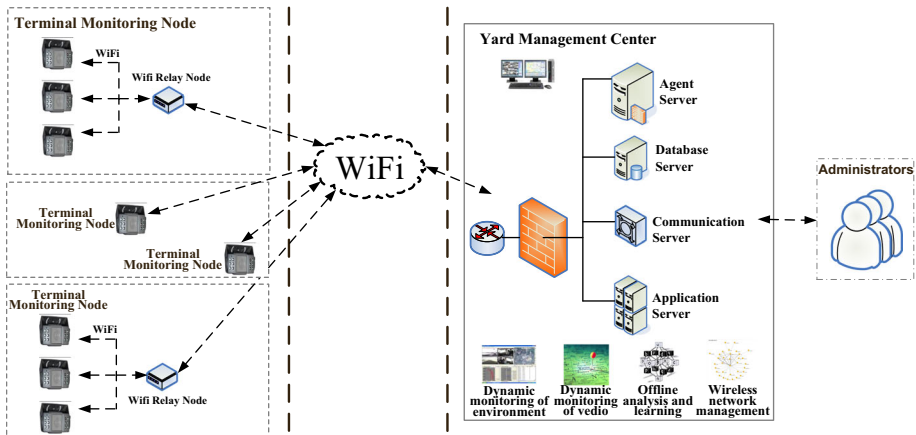 Terminal Monitoring Node
WiFi
Wifi Relay Node
Terminal
Monitoring Node
Terminal
Monitoring Node
Terminal
Monitoring Node
WiFi
Wifi Relay Node
WiFi
Yard Management Center
Agent
Server
Database
Server
Communication
Server
Application
Server
Dynamic
monitoring of
environment
Dynamic
monitoring
of vedio
Offline
analysis and
learning
Wireless
network
management
Administrators